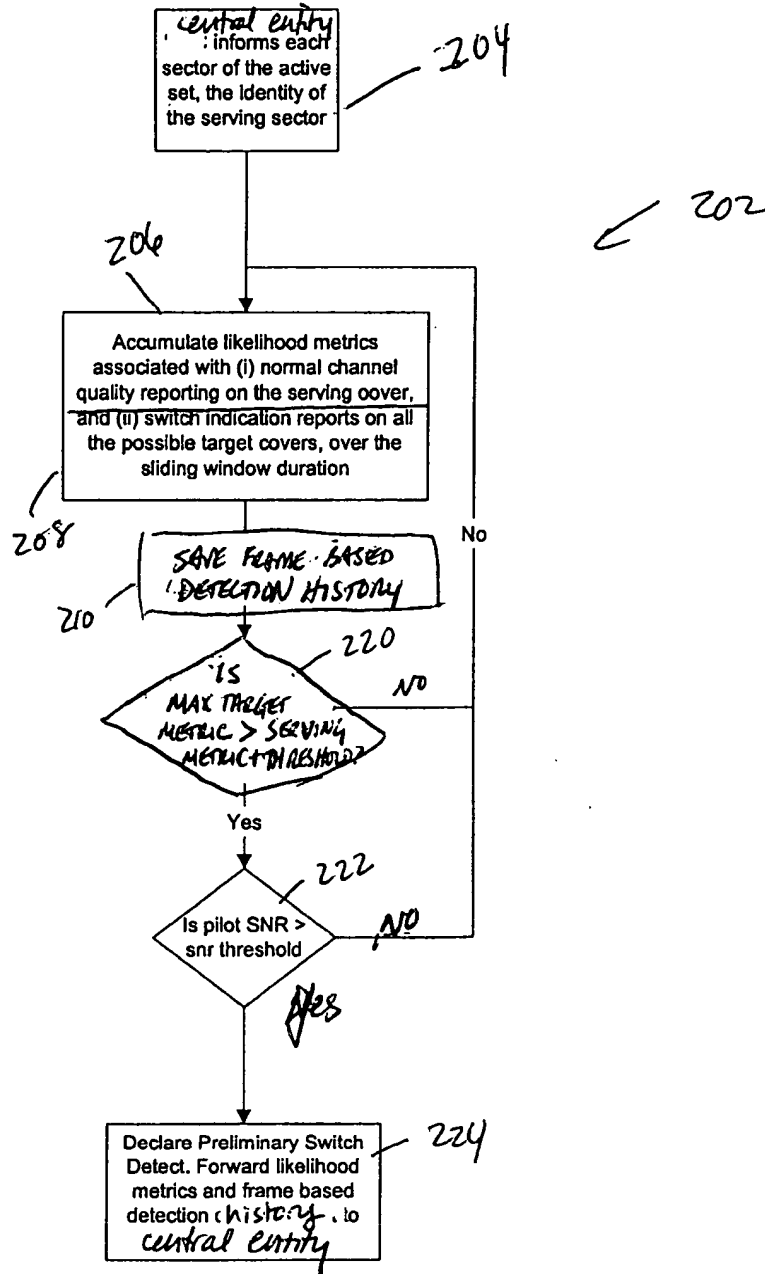 central entity
informs each
sector of the active
set, the identity of
the serving sector
204
202
206
Accumulate likelihood metrics
associated with (i) normal channel
quality reporting on the serving oover,
and (ii) switch indication reports on all
the possible target covers, over the
sliding window duration
208
No
SAVE FRAME-BASED
DETECTION HISTORY
210
220
IS
MAX TARGET
METRIC > SERVING
METRIC + THRESHOLD?
NO
Yes
222
Is pilot SNR >
snr threshold
NO
Yes
Declare Preliminary Switch
Detect. Forward likelihood
metrics and frame based
detection history. to
central entity
224